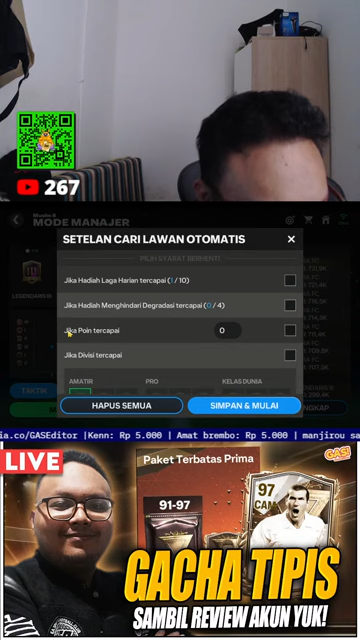 267
Musim 6
MODE MANAJER
SETELAN CARI LAWAN OTOMATIS
PILIH SYARAT BERHENTI
Jika Hadiah Laga Harian tercapai (1 / 10)
Jika Hadiah Menghindari Degradasi tercapai (0 / 4)
Jika Poin tercapai
0
Jika Divisi tercapai
AMATIR
PRO
KELAS DUNIA
TAKTIK
HAPUS SEMUA
SIMPAN & MULAI
ia.co/GASEditor |Kenn: Rp 5.000 | Amat brembo: Rp 5.000 | manjirou sa
LIVE
Paket Terbatas Prima
GAS!
91-97
97
CAM
GACHA TIPIS
SAMBIL REVIEW AKUN YUK!